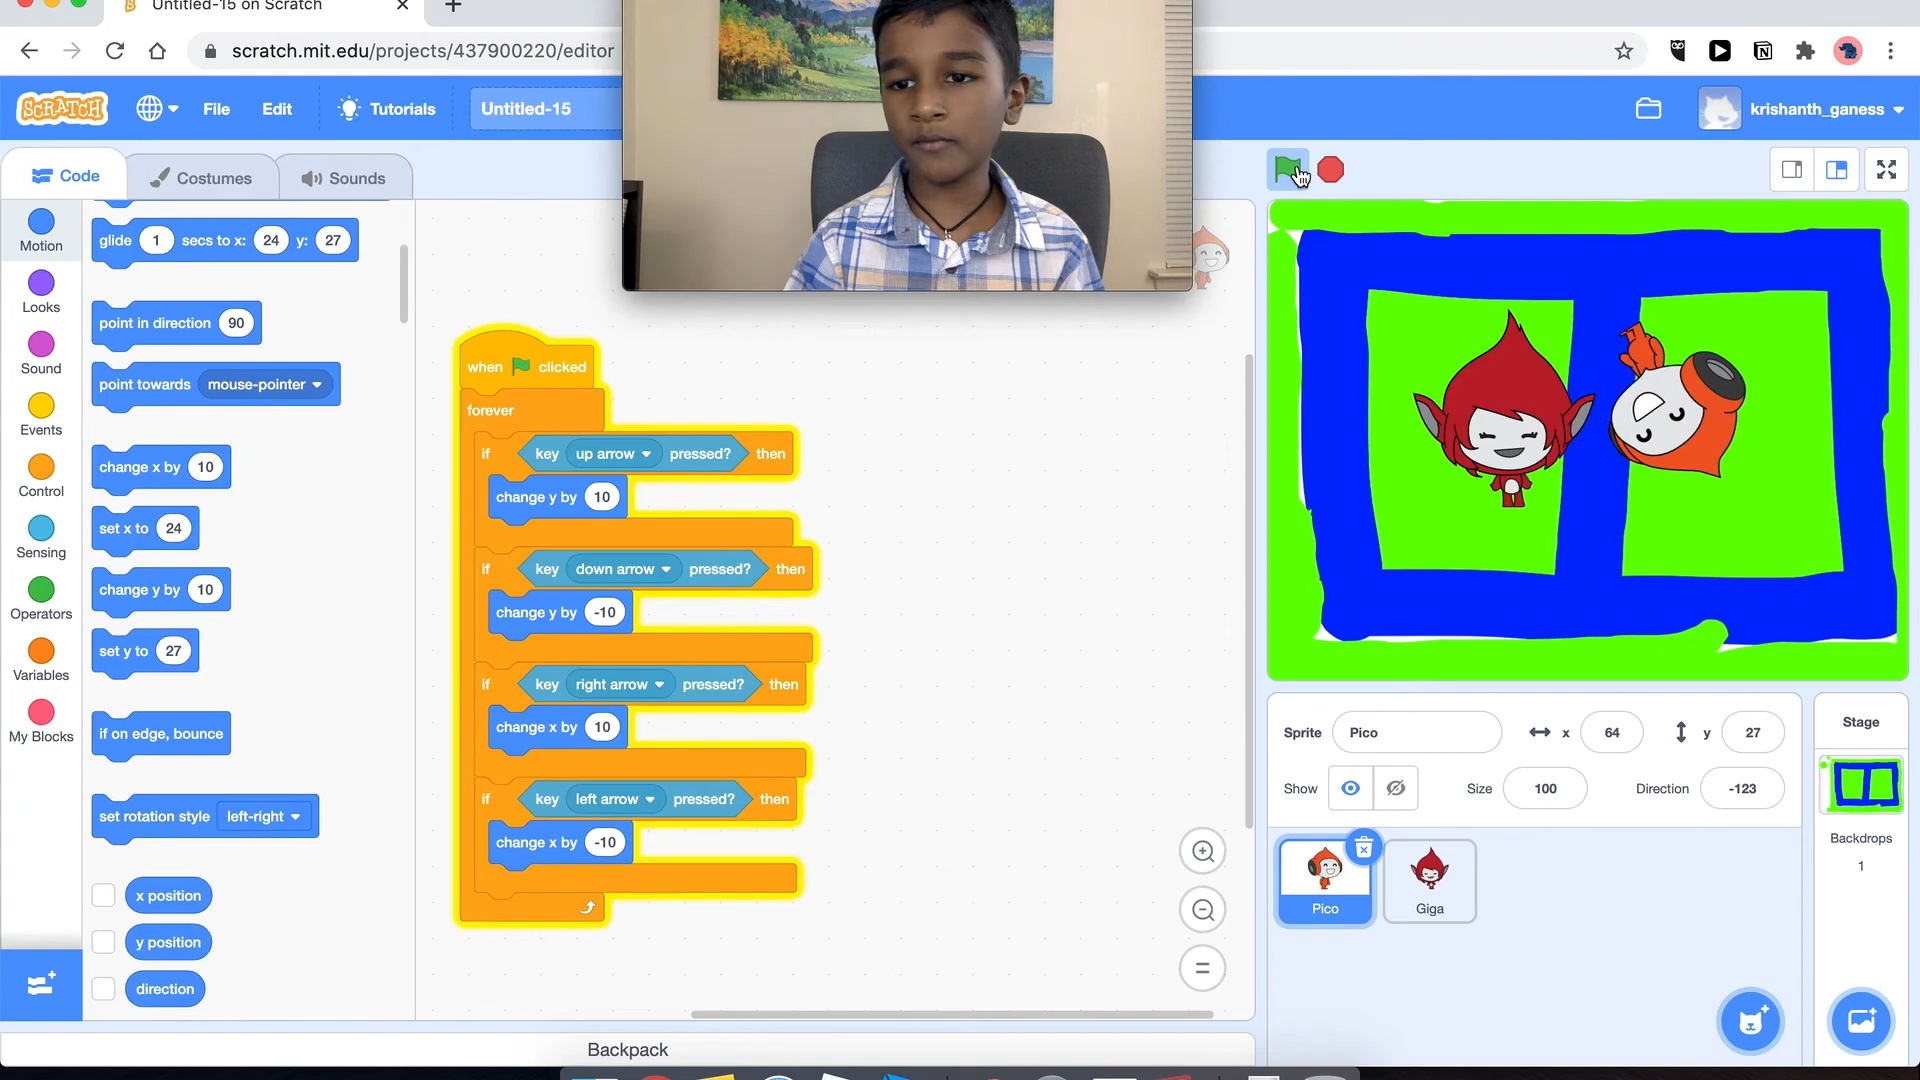 Untitled-15 on Scratch
scratch.mit.edu/projects/437900220/editor
SCRATCH
File
Edit
Tutorials
Untitled-15
krishanth_ganess
Code
Costumes
Sounds
Motion
Looks
Sound
Events
Control
Sensing
Operators
Variables
My Blocks
glide 1 secs to x: 24 y: 27
point in direction 90
point towards mouse-pointer
change x by 10
set x to 24
change y by 10
set y to 27
if on edge, bounce
set rotation style left-right
x position
y position
direction
when clicked
forever
if key up arrow pressed? then
change y by 10
if key down arrow pressed? then
change y by -10
if key right arrow pressed? then
change x by 10
if key left arrow pressed? then
change x by -10
Backpack
Sprite Pico x 64 y 27
Show Size 100 Direction -123
Pico
Giga
Stage
Backdrops
1